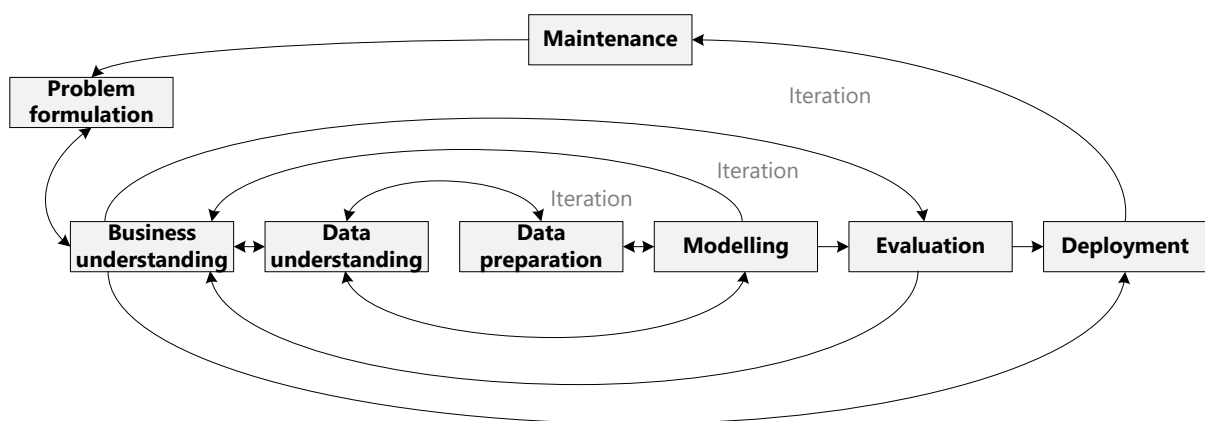 Maintenance
Problem
formulation
Iteration
Iteration
Iteration
Business
understanding
Data
understanding
Data
preparation
Modelling
Evaluation
Deployment